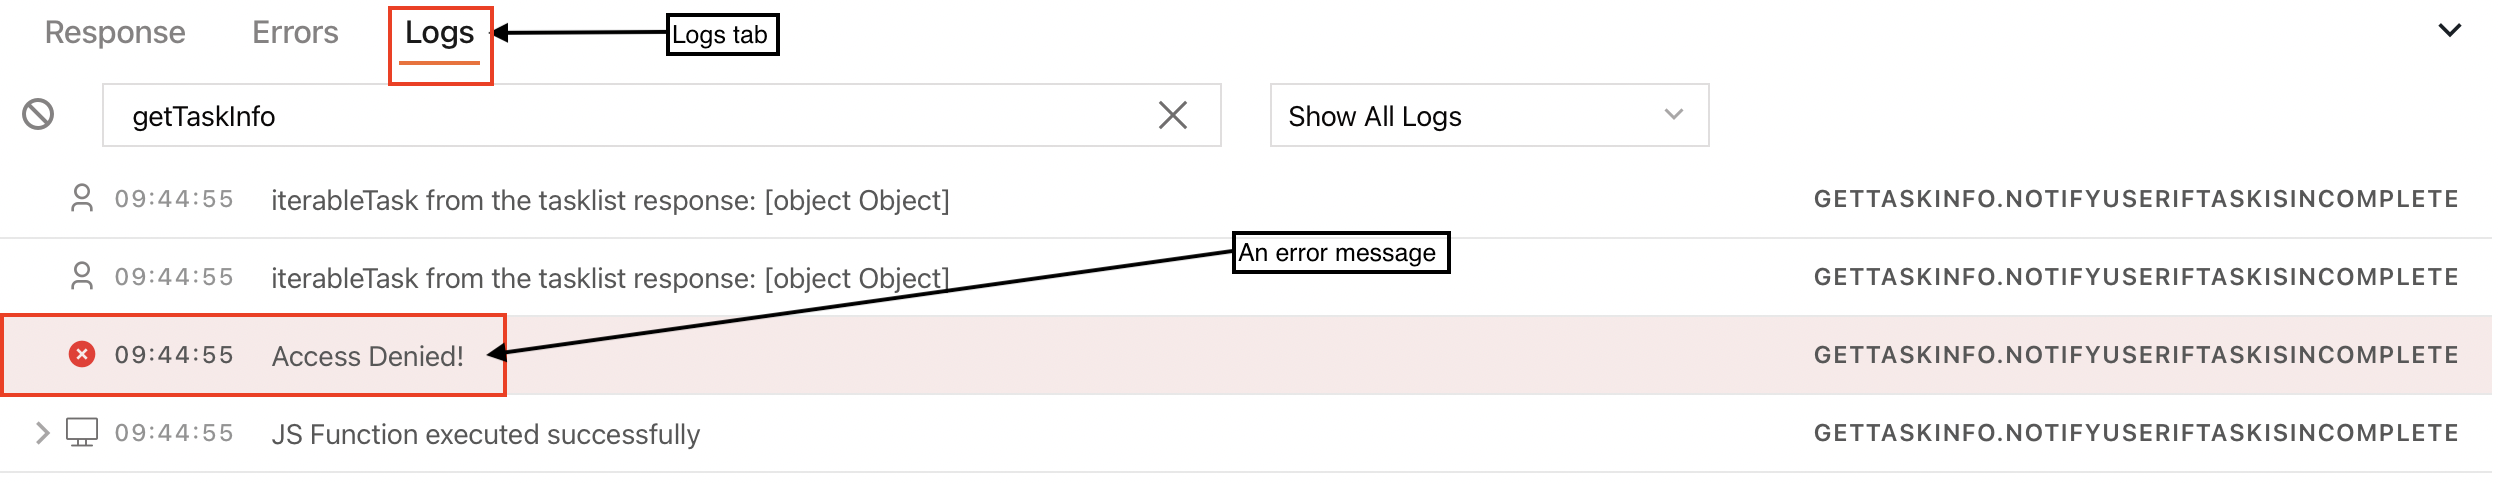 Response Errors Logs Logs tab
getTaskInfo Show All Logs
09:44:55 iterableTask from the tasklist response: [object Object] GETTASKINFO.NOTIFYUSERIFTASKISINCOMPLETE
An error message
09:44:55 iterableTask from the tasklist response: [object Object] GETTASKINFO.NOTIFYUSERIFTASKISINCOMPLETE
09:44:55 Access Denied! GETTASKINFO.NOTIFYUSERIFTASKISINCOMPLETE
09:44:55 JS Function executed successfully GETTASKINFO.NOTIFYUSERIFTASKISINCOMPLETE